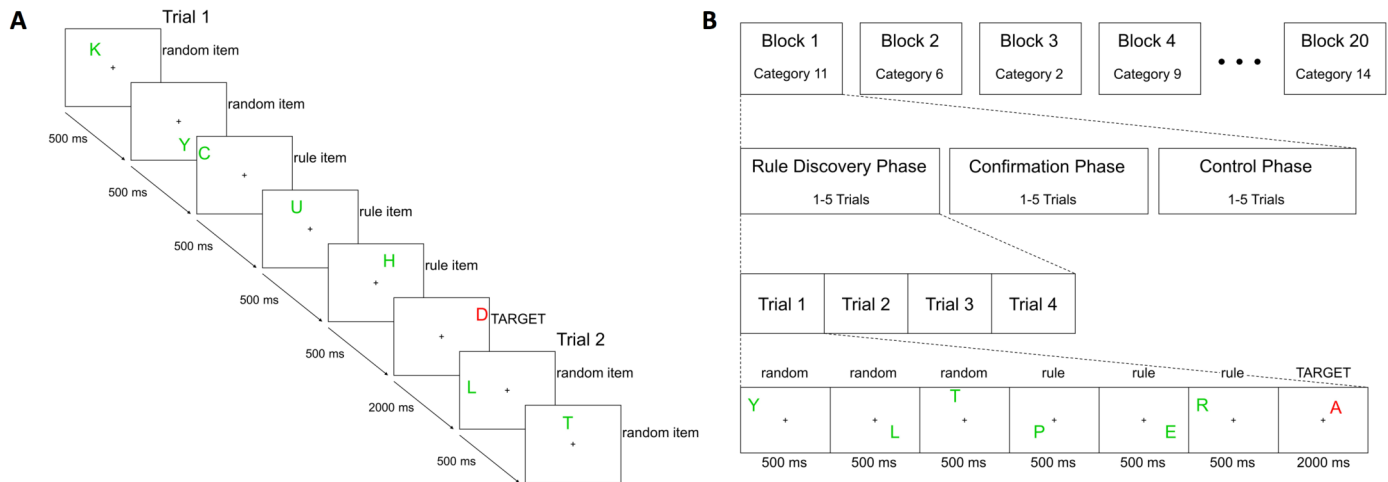 A
Trial 1
K
random item
+
random item
+
Y
500 ms
C
rule item
+
500 ms
U
rule item
+
500 ms
H
rule item
+
500 ms
D
TARGET
+
500 ms
Trial 2
random item
L
+
2000 ms
T
random item
+
500 ms
B
Block 1
Category 11
Block 2
Category 6
Block 3
Category 2
Block 4
Category 9
• • •
Block 20
Category 14
Rule Discovery Phase
1-5 Trials
Confirmation Phase
1-5 Trials
Control Phase
1-5 Trials
Trial 1
Trial 2
Trial 3
Trial 4
random random random rule rule rule TARGET
Y + L + T + P + E + R + A +
500 ms 500 ms 500 ms 500 ms 500 ms 500 ms 2000 ms